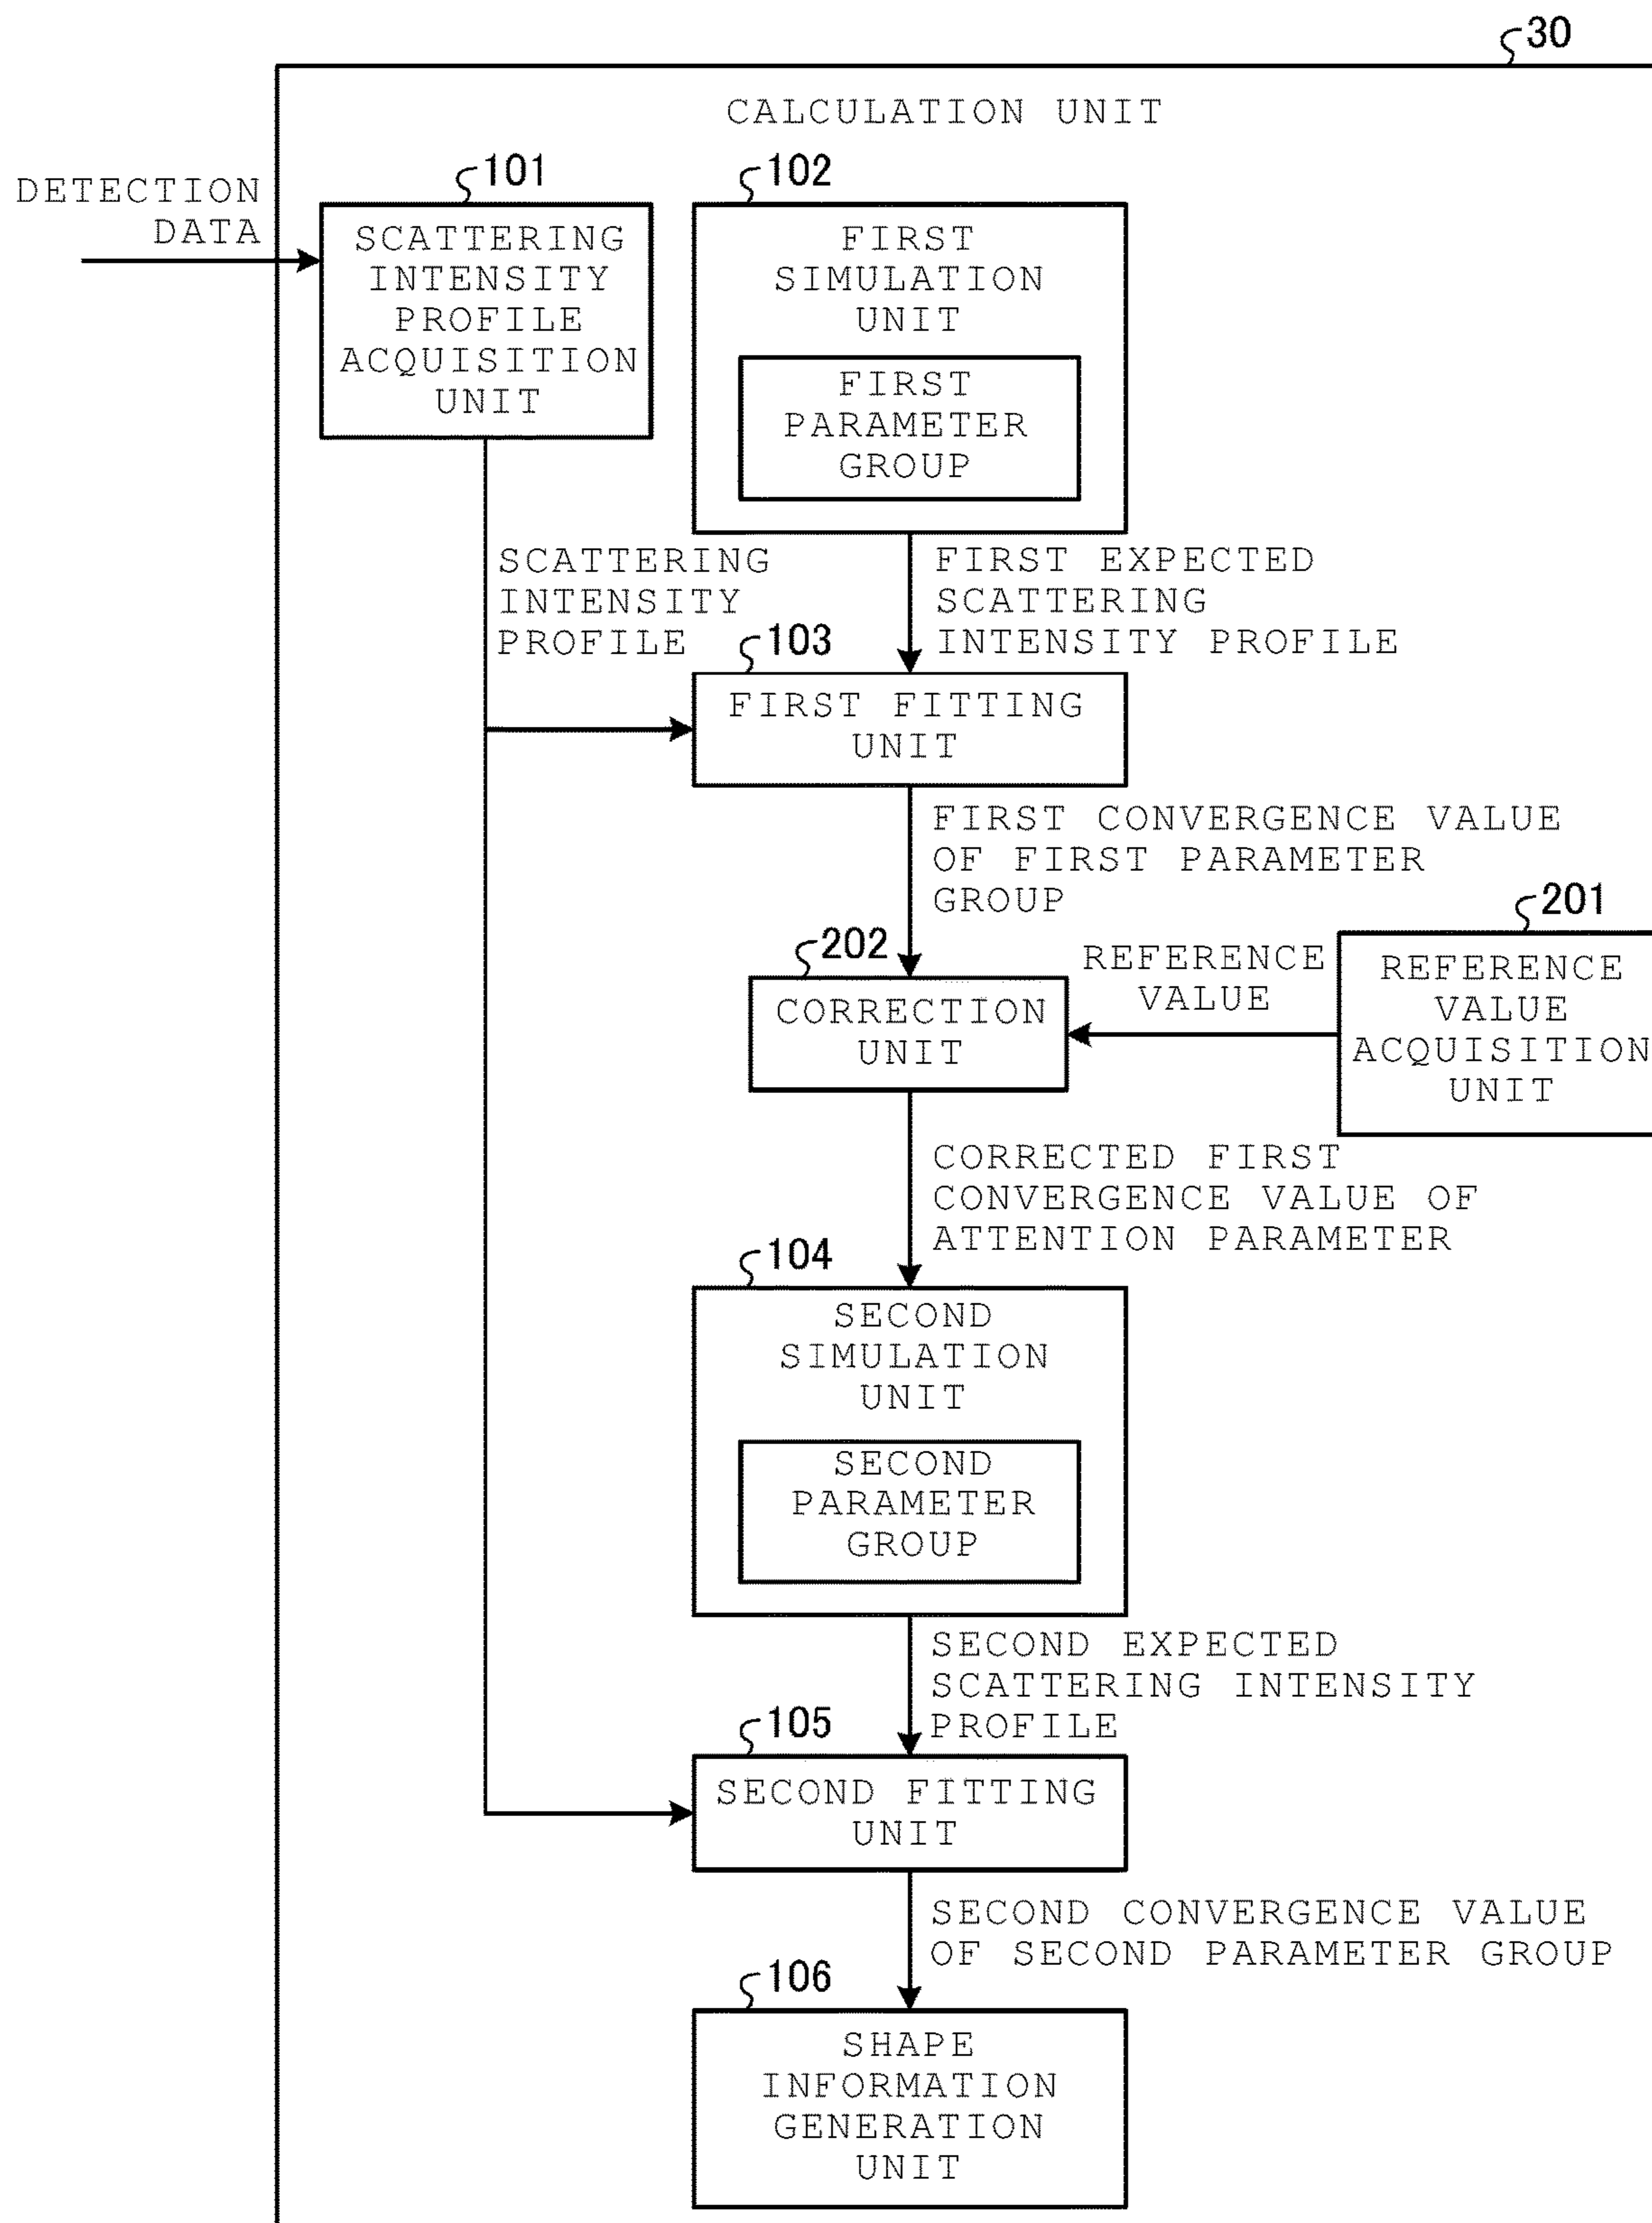 30
CALCULATION UNIT
DETECTION
DATA
101
SCATTERING
INTENSITY
PROFILE
ACQUISITION
UNIT
102
FIRST
SIMULATION
UNIT
FIRST
PARAMETER
GROUP
SCATTERING
INTENSITY
PROFILE
FIRST EXPECTED
SCATTERING
INTENSITY PROFILE
103
FIRST FITTING
UNIT
FIRST CONVERGENCE VALUE
OF FIRST PARAMETER
GROUP
201
REFERENCE
VALUE
ACQUISITION
UNIT
REFERENCE
VALUE
202
CORRECTION
UNIT
CORRECTED FIRST
CONVERGENCE VALUE OF
ATTENTION PARAMETER
104
SECOND
SIMULATION
UNIT
SECOND
PARAMETER
GROUP
SECOND EXPECTED
SCATTERING INTENSITY
PROFILE
105
SECOND FITTING
UNIT
SECOND CONVERGENCE VALUE
OF SECOND PARAMETER GROUP
106
SHAPE
INFORMATION
GENERATION
UNIT